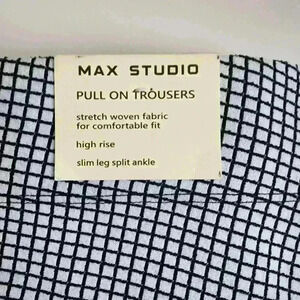 MAX STUDIO
PULL ON TROUSERS
stretch woven fabric
for comfortable fit
high rise
slim leg split ankle